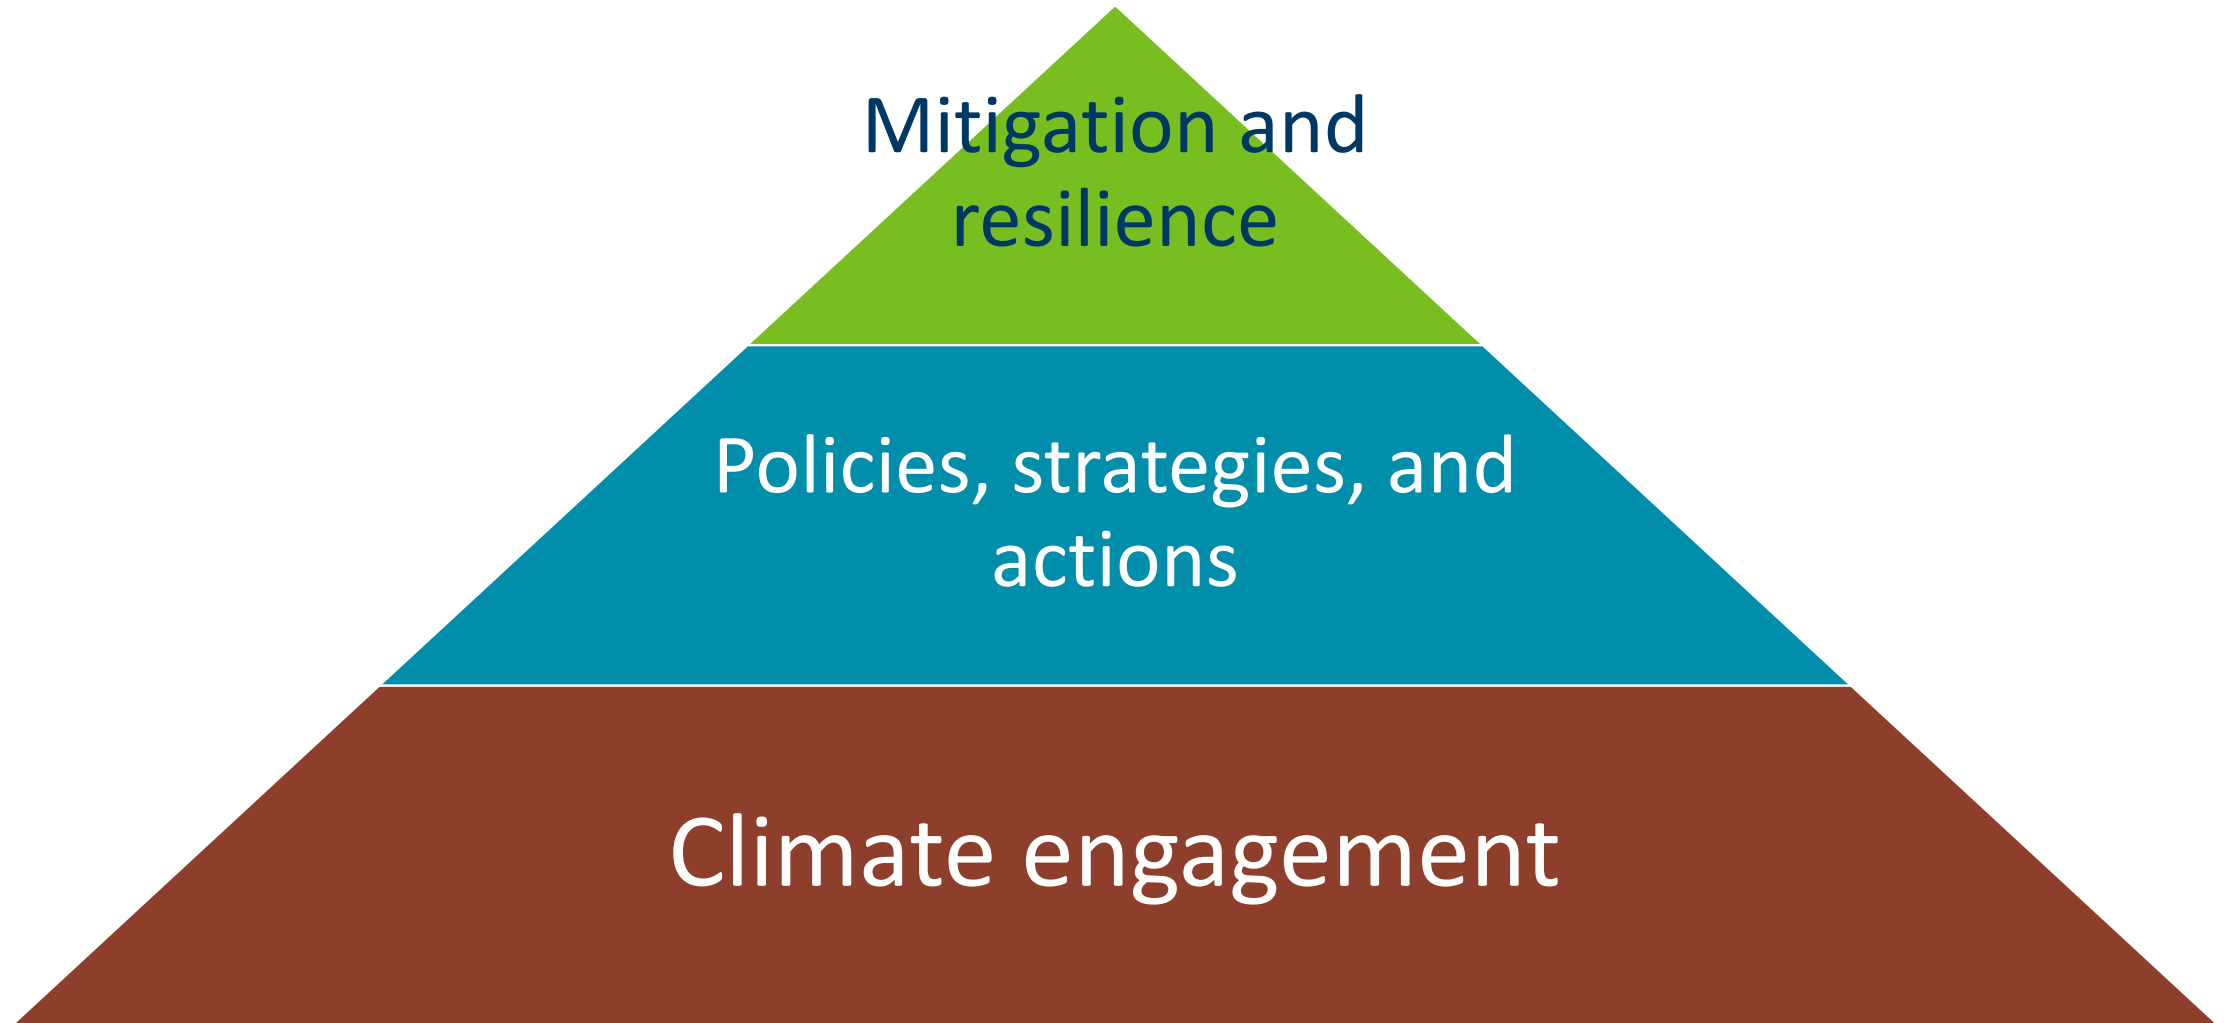 Mitigation and
resilience
Policies, strategies, and
actions
Climate engagement